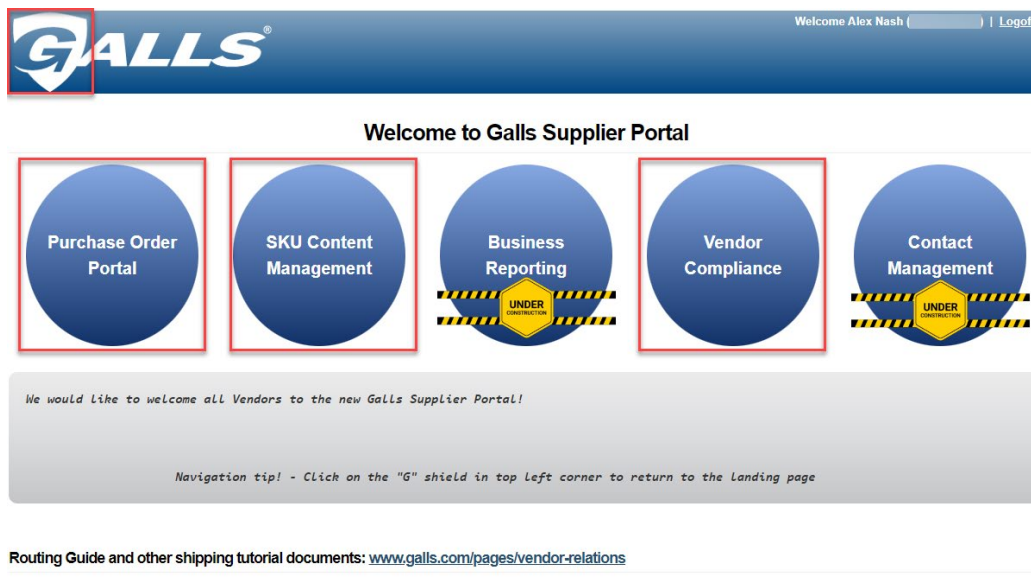 Welcome Alex Nash ( ) | Logof
GALLS®
Welcome to Galls Supplier Portal
Purchase Order
Portal
SKU Content
Management
Business
Reporting
UNDER
CONSTRUCTION
Vendor
Compliance
Contact
Management
UNDER
CONSTRUCTION
We would like to welcome all Vendors to the new Galls Supplier Portal!
Navigation tip! - Click on the "G" shield in top left corner to return to the landing page
Routing Guide and other shipping tutorial documents: www.galls.com/pages/vendor-relations